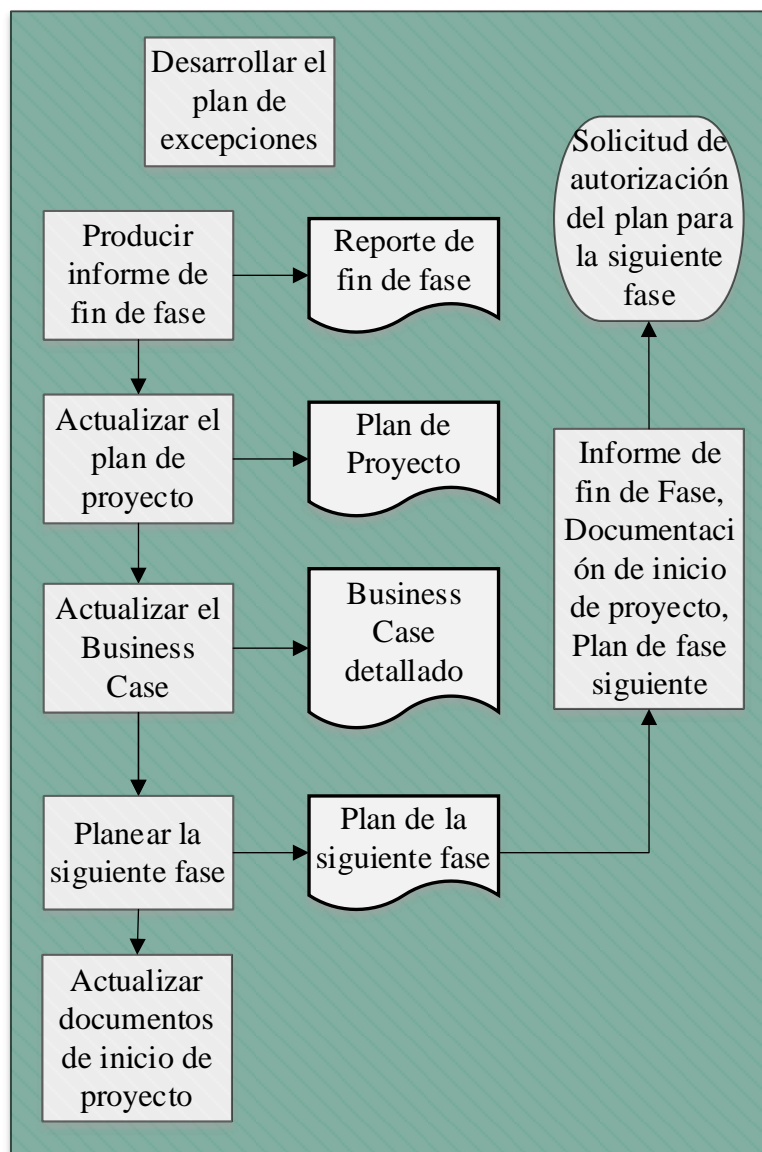 Desarrollar el
plan de
excepciones
Solicitud de
autorización
del plan para
la siguiente
fase
Producir
informe de
fin de fase
Reporte de
fin de fase
Actualizar el
plan de
proyecto
Plan de
Proyecto
Informe de
fin de Fase,
Documentaci
ón de inicio
de proyecto,
Plan de fase
siguiente
Actualizar el
Business
Case
Business
Case
detallado
Planear la
siguiente fase
Plan de la
siguiente fase
Actualizar
documentos
de inicio de
proyecto